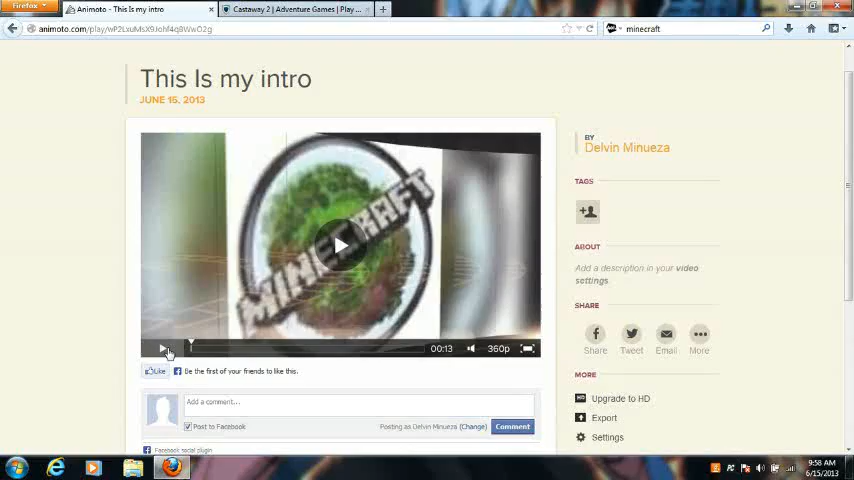 Firefox
Animoto - This Is my intro
Castaway 2 | Adventure Games | Play ...
animoto.com/play/wP2LxuMsX9Johf4q0WwO2g
minecraft
This Is my intro
JUNE 15, 2013
MINECRAFT
00:13
360p
Like
Be the first of your friends to like this.
Add a comment...
Post to Facebook
Posting as Delvin Minueza (Change)
Comment
Facebook social plugin
BY
Delvin Minueza
TAGS
ABOUT
Add a description in your video
settings.
SHARE
Share
Tweet
Email
More
MORE
HD
Upgrade to HD
Export
Settings
9:58 AM
6/15/2013